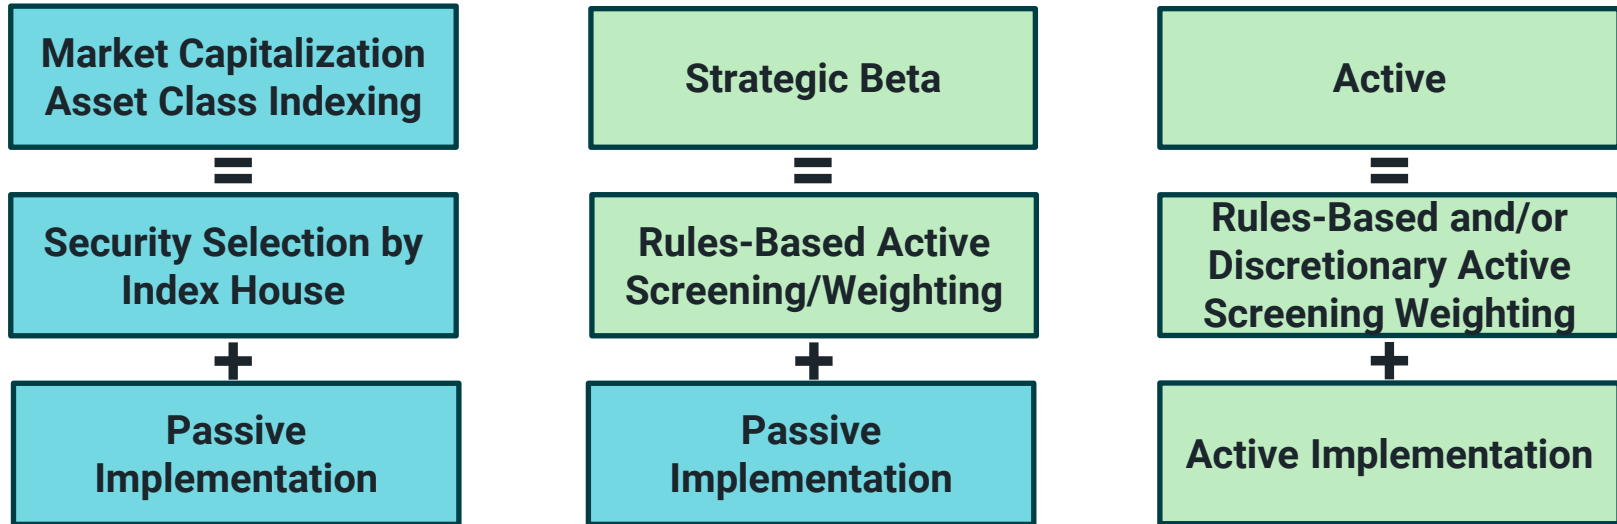 Market Capitalization
Asset Class Indexing
=
Security Selection by
Index House
+
Passive
Implementation
Strategic Beta
=
Rules-Based Active
Screening/Weighting
+
Passive
Implementation
Active
=
Rules-Based and/or
Discretionary Active
Screening Weighting
+
Active Implementation